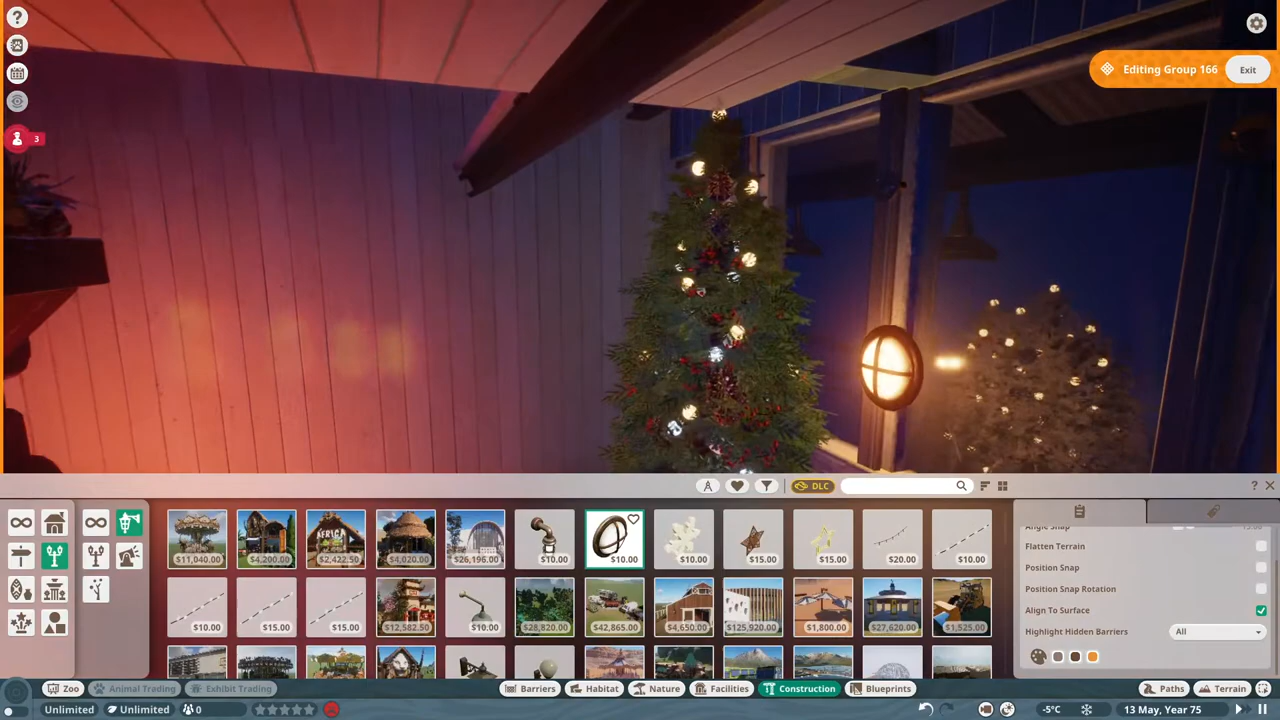 ?
Editing Group 166 Exit
3
DLC
? ×
$11,040.00 $4,200.00 $2,422.50 $4,020.00 $26,196.00 $10.00 $10.00 $10.00 $15.00 $15.00 $20.00 $10.00
$10.00 $10.00 $15.00 $15.00 $12,582.50 $10.00 $28,820.00 $42,865.00 $4,650.00 $125,920.00 $1,800.00 $27,620.00 $1,525.00
Flatten Terrain
Position Snap
Position Snap Rotation
Align To Surface
Highlight Hidden Barriers All
Zoo Animal Trading Exhibit Trading Barriers Habitat Nature Facilities Construction Blueprints Paths Terrain
Unlimited Unlimited 0 -5°C 13 May, Year 75